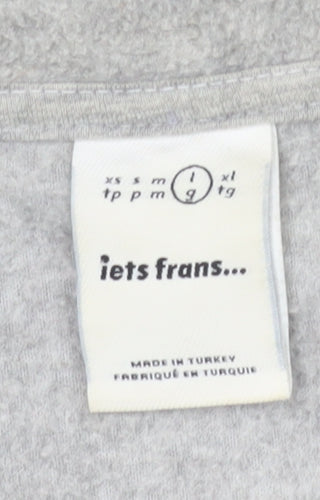 xs s m l xl
tp p m g tg
iets frans...
MADE IN TURKEY
FABRIQUÉ EN TURQUIE